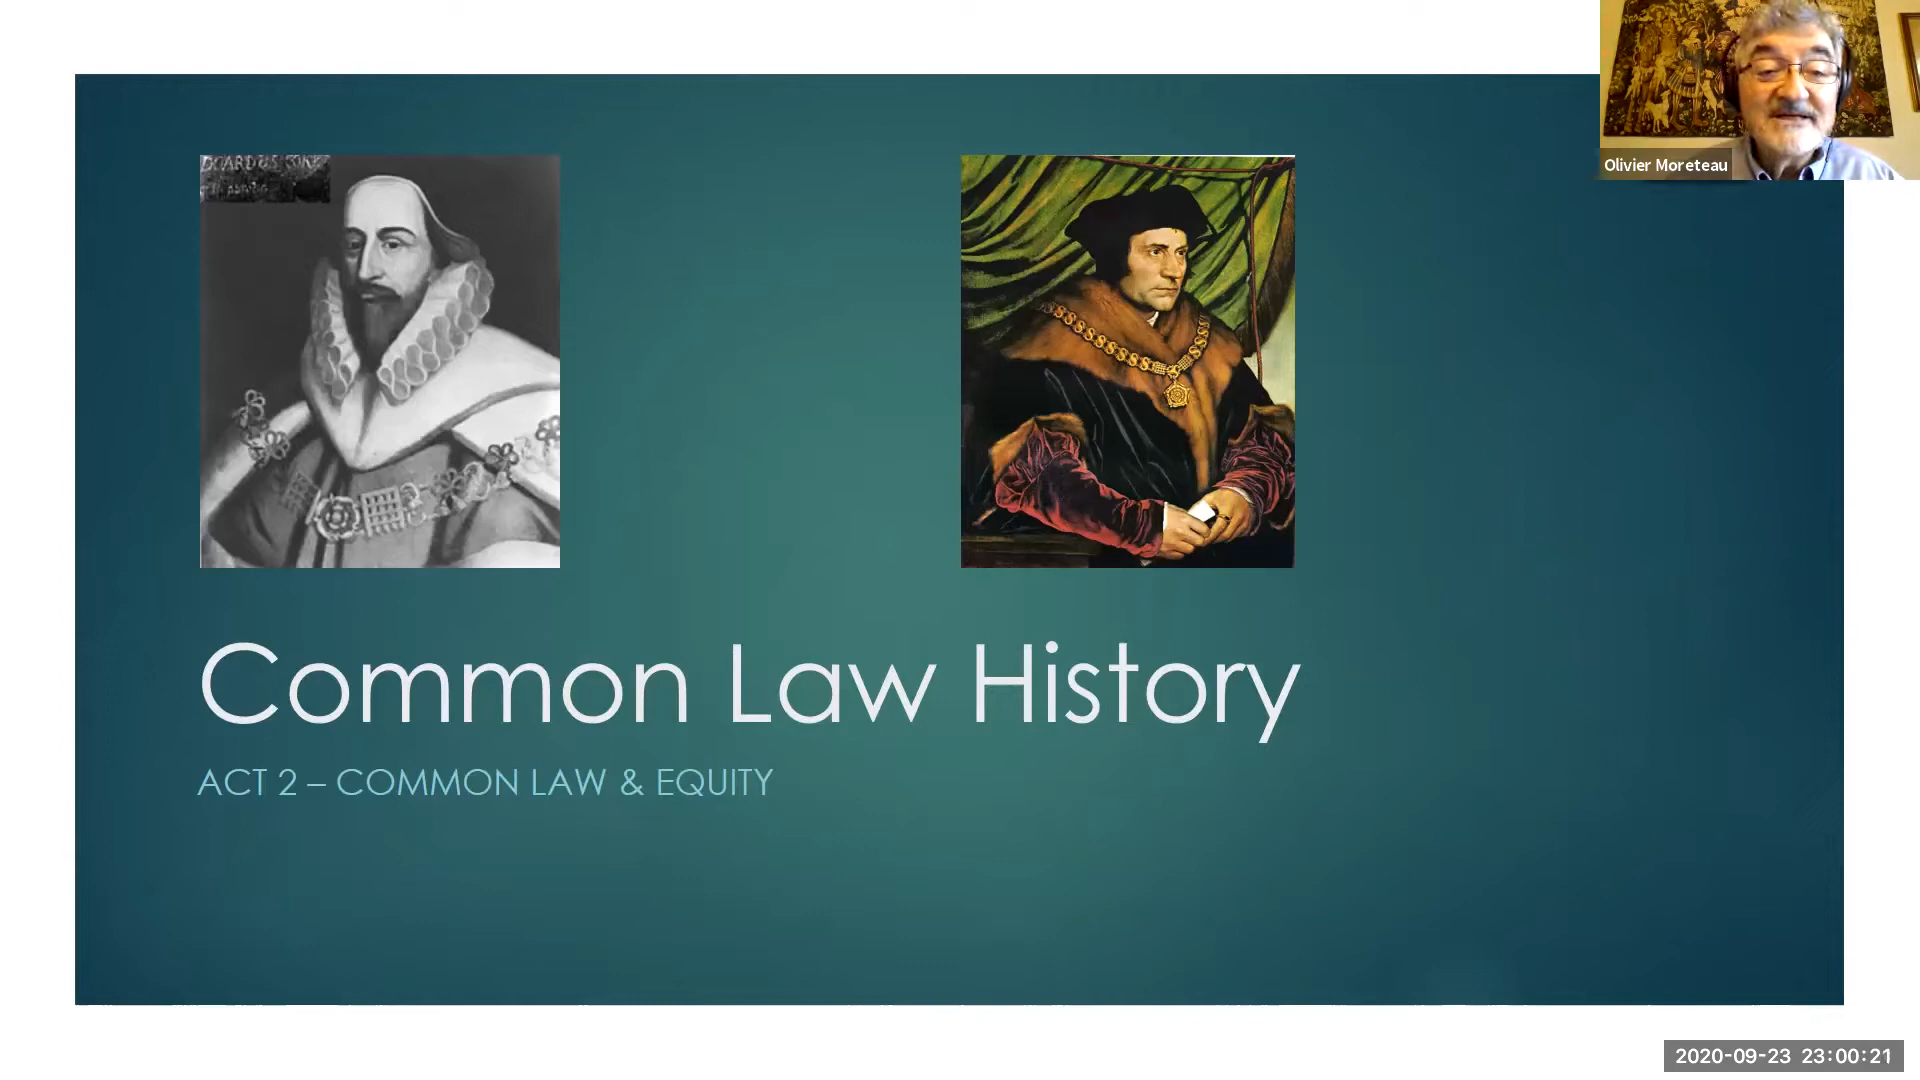 Olivier Moreteau
Common Law History
ACT 2 – COMMON LAW & EQUITY
2020-09-23 23:00:21